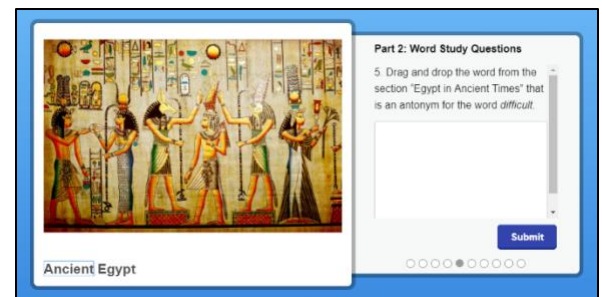 Part 2: Word Study Questions
5. Drag and drop the word from the
section "Egypt in Ancient Times" that
is an antonym for the word difficult.
Submit
Ancient Egypt